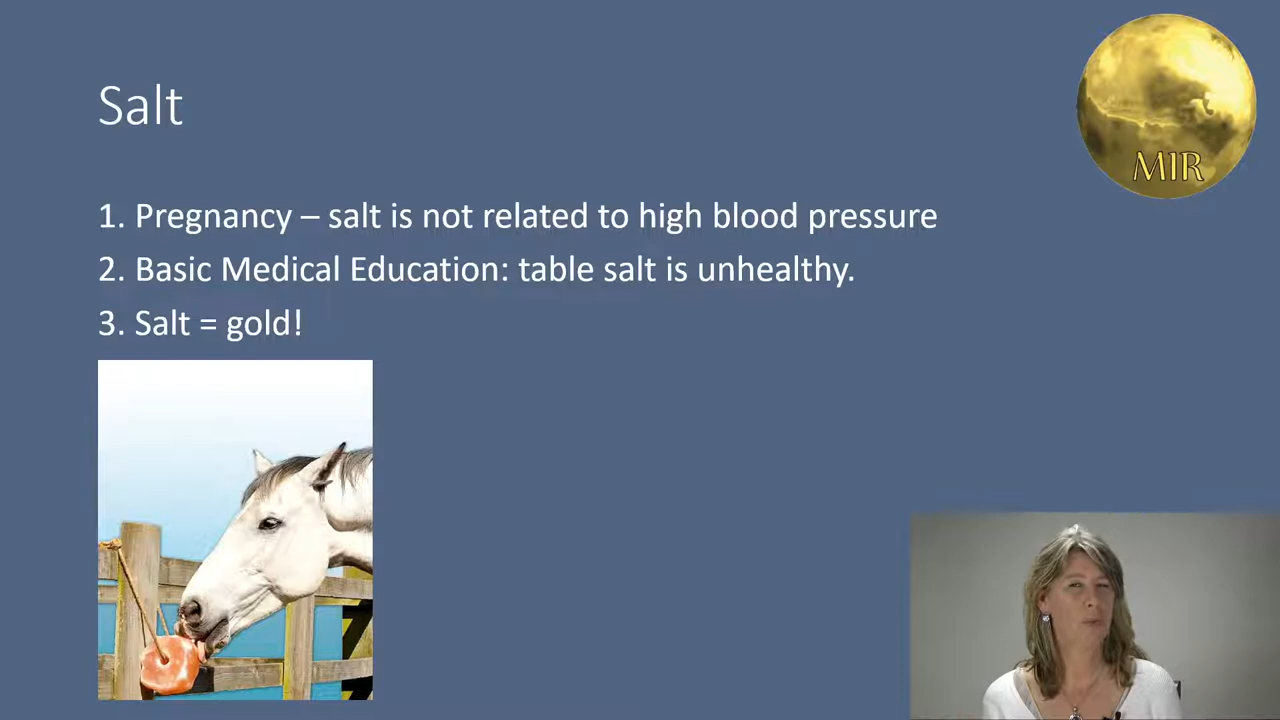 MIR
Salt
1. Pregnancy – salt is not related to high blood pressure
2. Basic Medical Education: table salt is unhealthy.
3. Salt = gold!